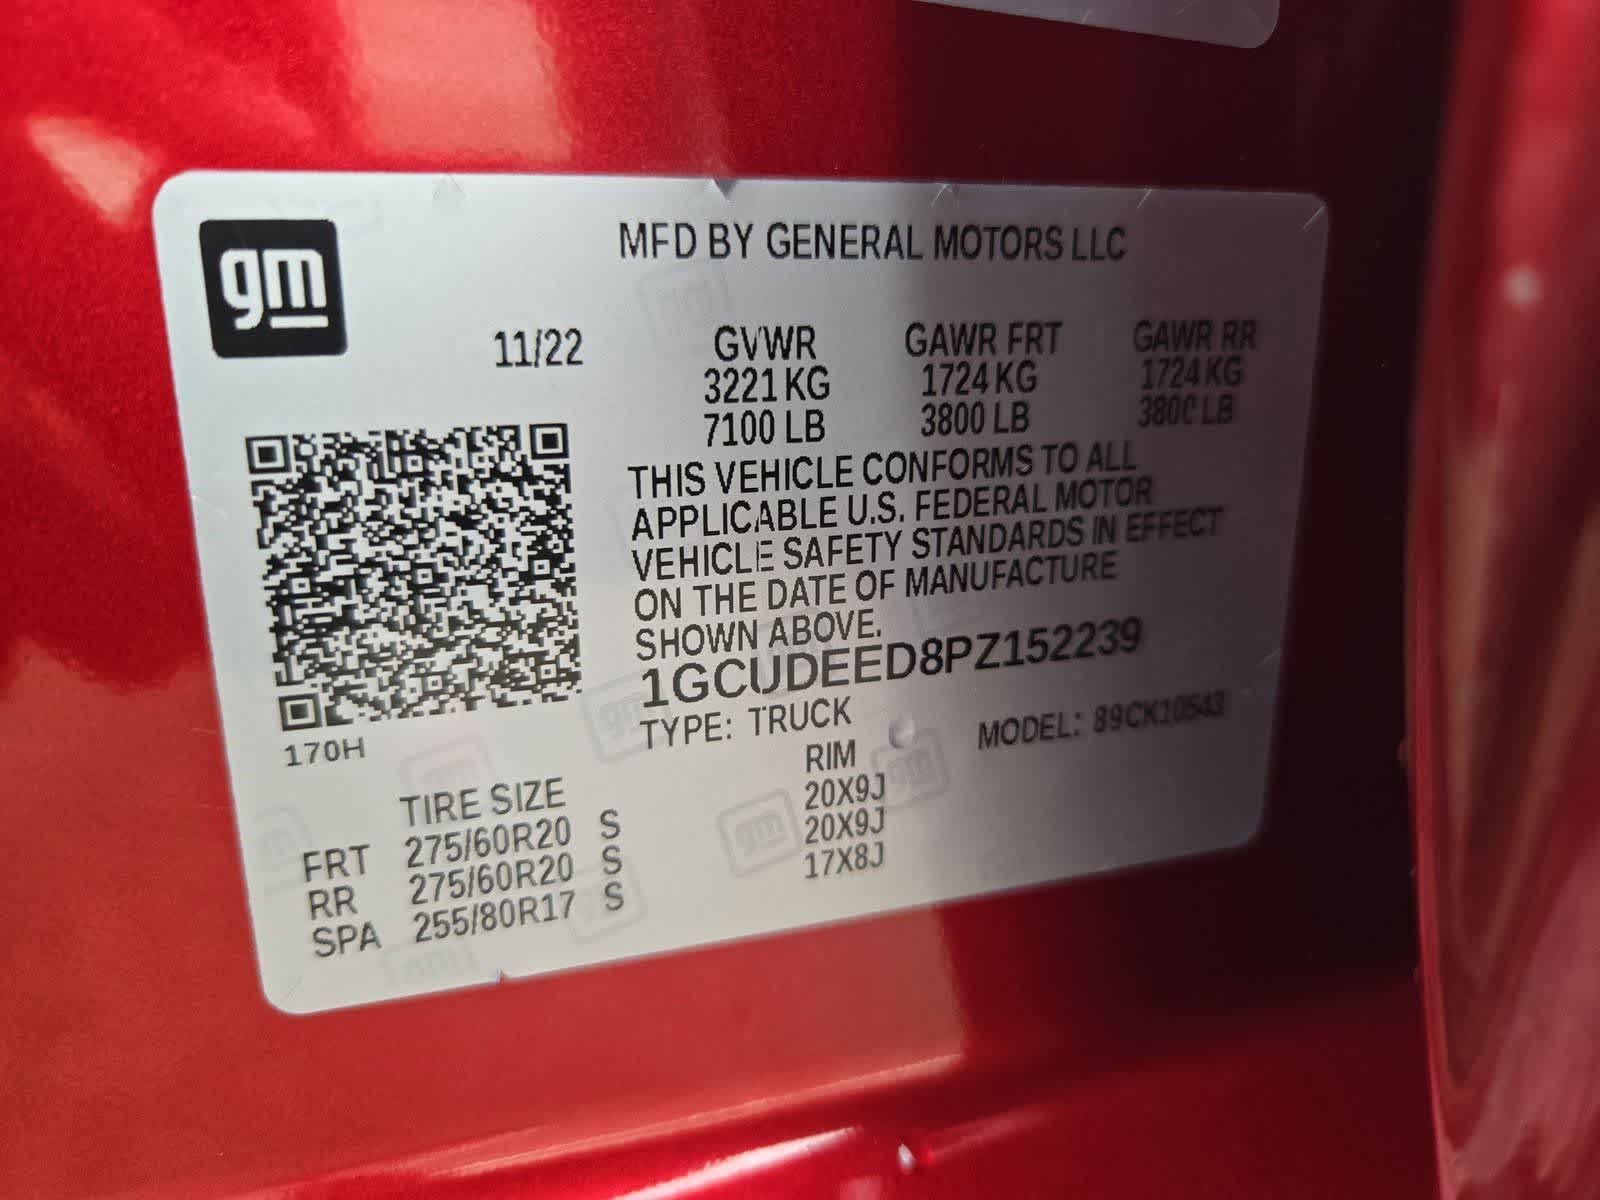 gm
MFD BY GENERAL MOTORS LLC
11/22
GVWR GAWR FRT GAWR RR
3221 KG 1724 KG 1724 KG
7100 LB 3800 LB 3800 LB
THIS VEHICLE CONFORMS TO ALL
APPLICABLE U.S. FEDERAL MOTOR
VEHICLE SAFETY STANDARDS IN EFFECT
ON THE DATE OF MANUFACTURE
SHOWN ABOVE.
1GCUDEED8PZ152239
TYPE: TRUCK MODEL: 89CK10543
170H
TIRE SIZE RIM
FRT 275/60R20 S 20X9J
RR 275/60R20 S 20X9J
SPA 255/80R17 S 17X8J